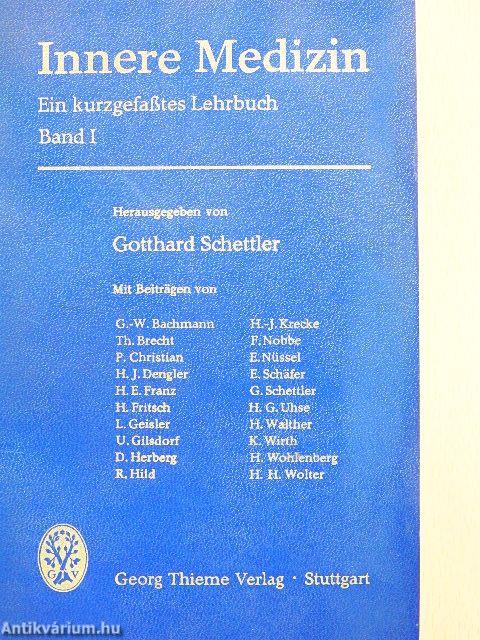 Innere Medizin
Ein kurzgefaßtes Lehrbuch
Band I
Herausgegeben von
Gotthard Schettler
Mit Beiträgen von
G.-W. Bachmann
Th. Brecht
P. Christian
H. J. Dengler
H. E. Franz
H. Fritsch
L. Geisler
U. Gilsdorf
D. Herberg
R. Hild
H.-J. Krecke
F. Nobbe
E. Nüssel
E. Schäfer
G. Schettler
H. G. Uhse
H. Walther
K. Wirth
H. Wohlenberg
H. H. Wolter
G V
Georg Thieme Verlag · Stuttgart
Antikvárium.hu